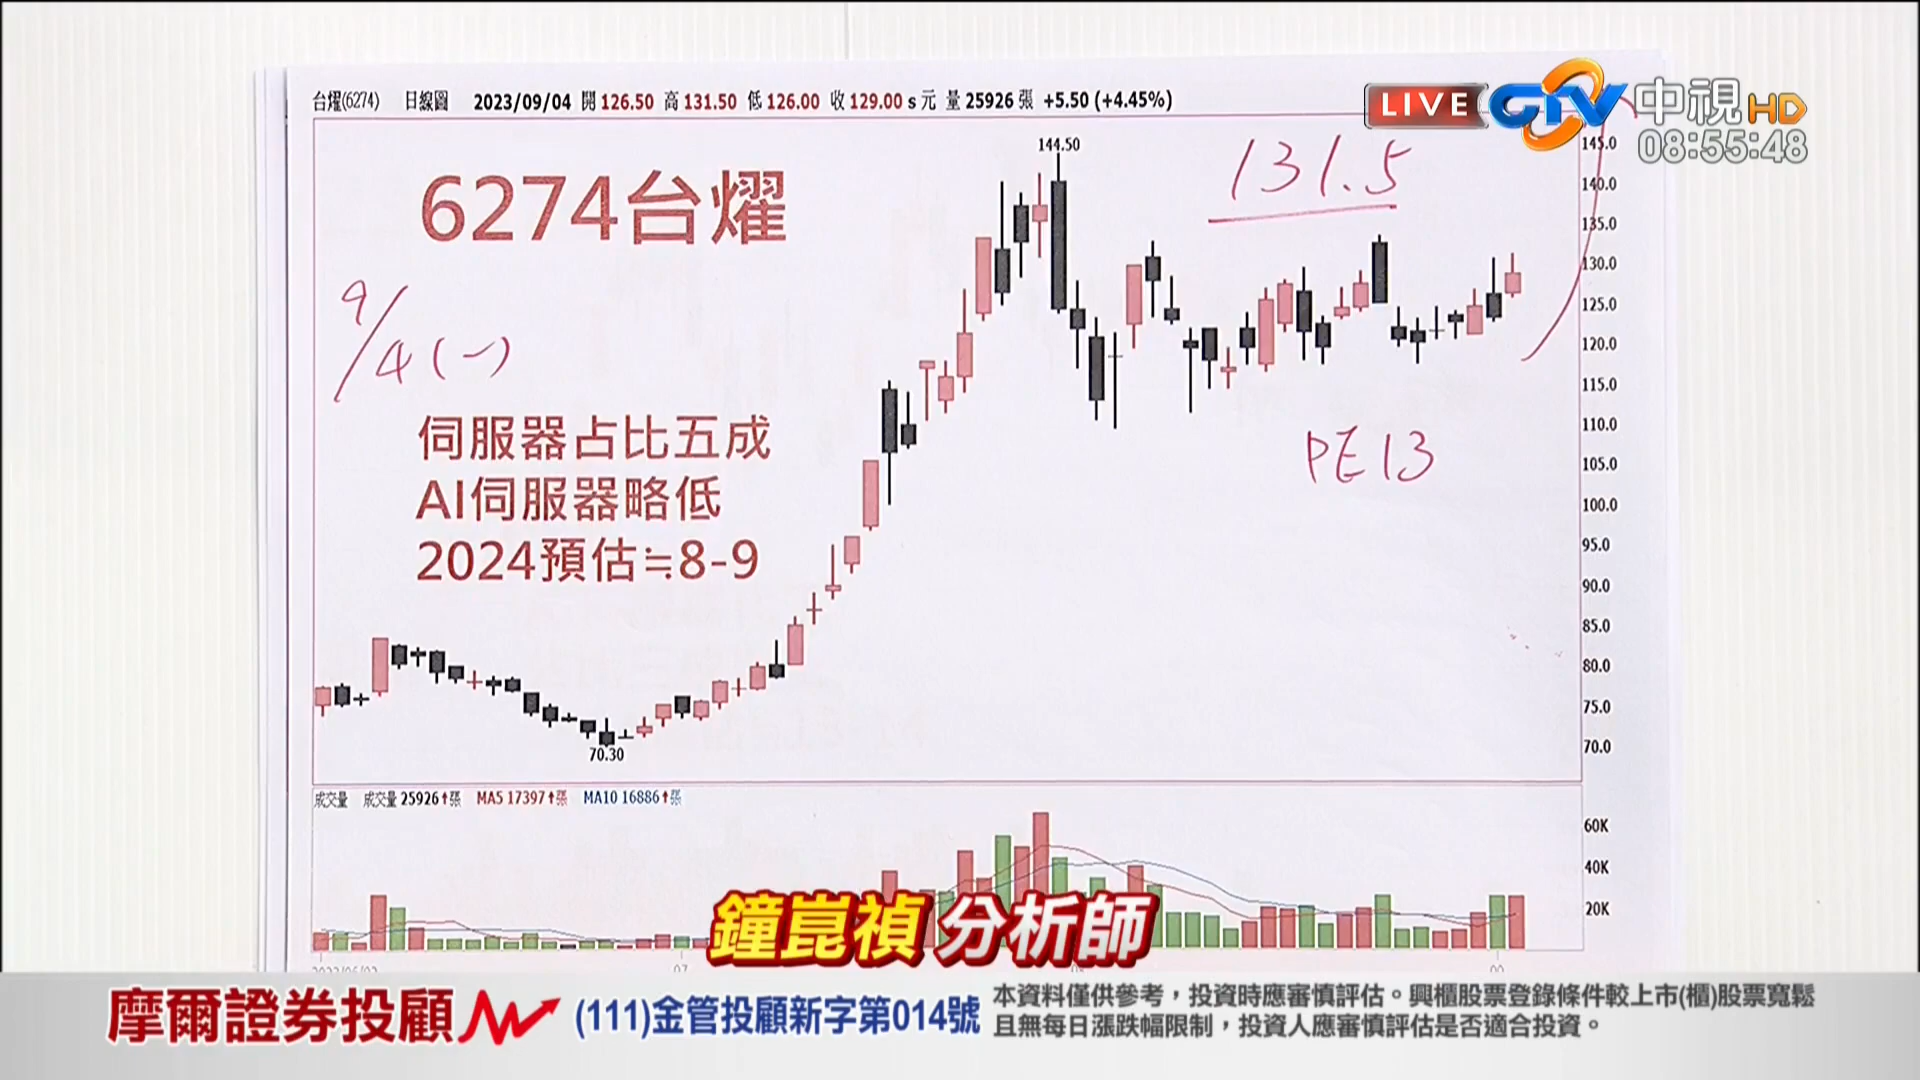 台燿(6274) 日線圖 2023/09/04 開 126.50 高 131.50 低 126.00 收 129.00 s 元 量 25926 張 +5.50 (+4.45%)
LIVE CTV 中視 HD
08:55:48
144.50
131.5
6274台燿
9/4(一)
伺服器占比五成
AI伺服器略低
2024預估≒8-9
PE13
70.30
145.0
140.0
135.0
130.0
125.0
120.0
115.0
110.0
105.0
100.0
95.0
90.0
85.0
80.0
75.0
70.0
成交量 成交量 25926↑張 MA5 17397↑張 MA10 16886↑張
60K
40K
20K
鐘崑禎 分析師
摩爾證券投顧 (111)金管投顧新字第014號
本資料僅供參考，投資時應審慎評估。興櫃股票登錄條件較上市(櫃)股票寬鬆
且無每日漲跌幅限制，投資人應審慎評估是否適合投資。